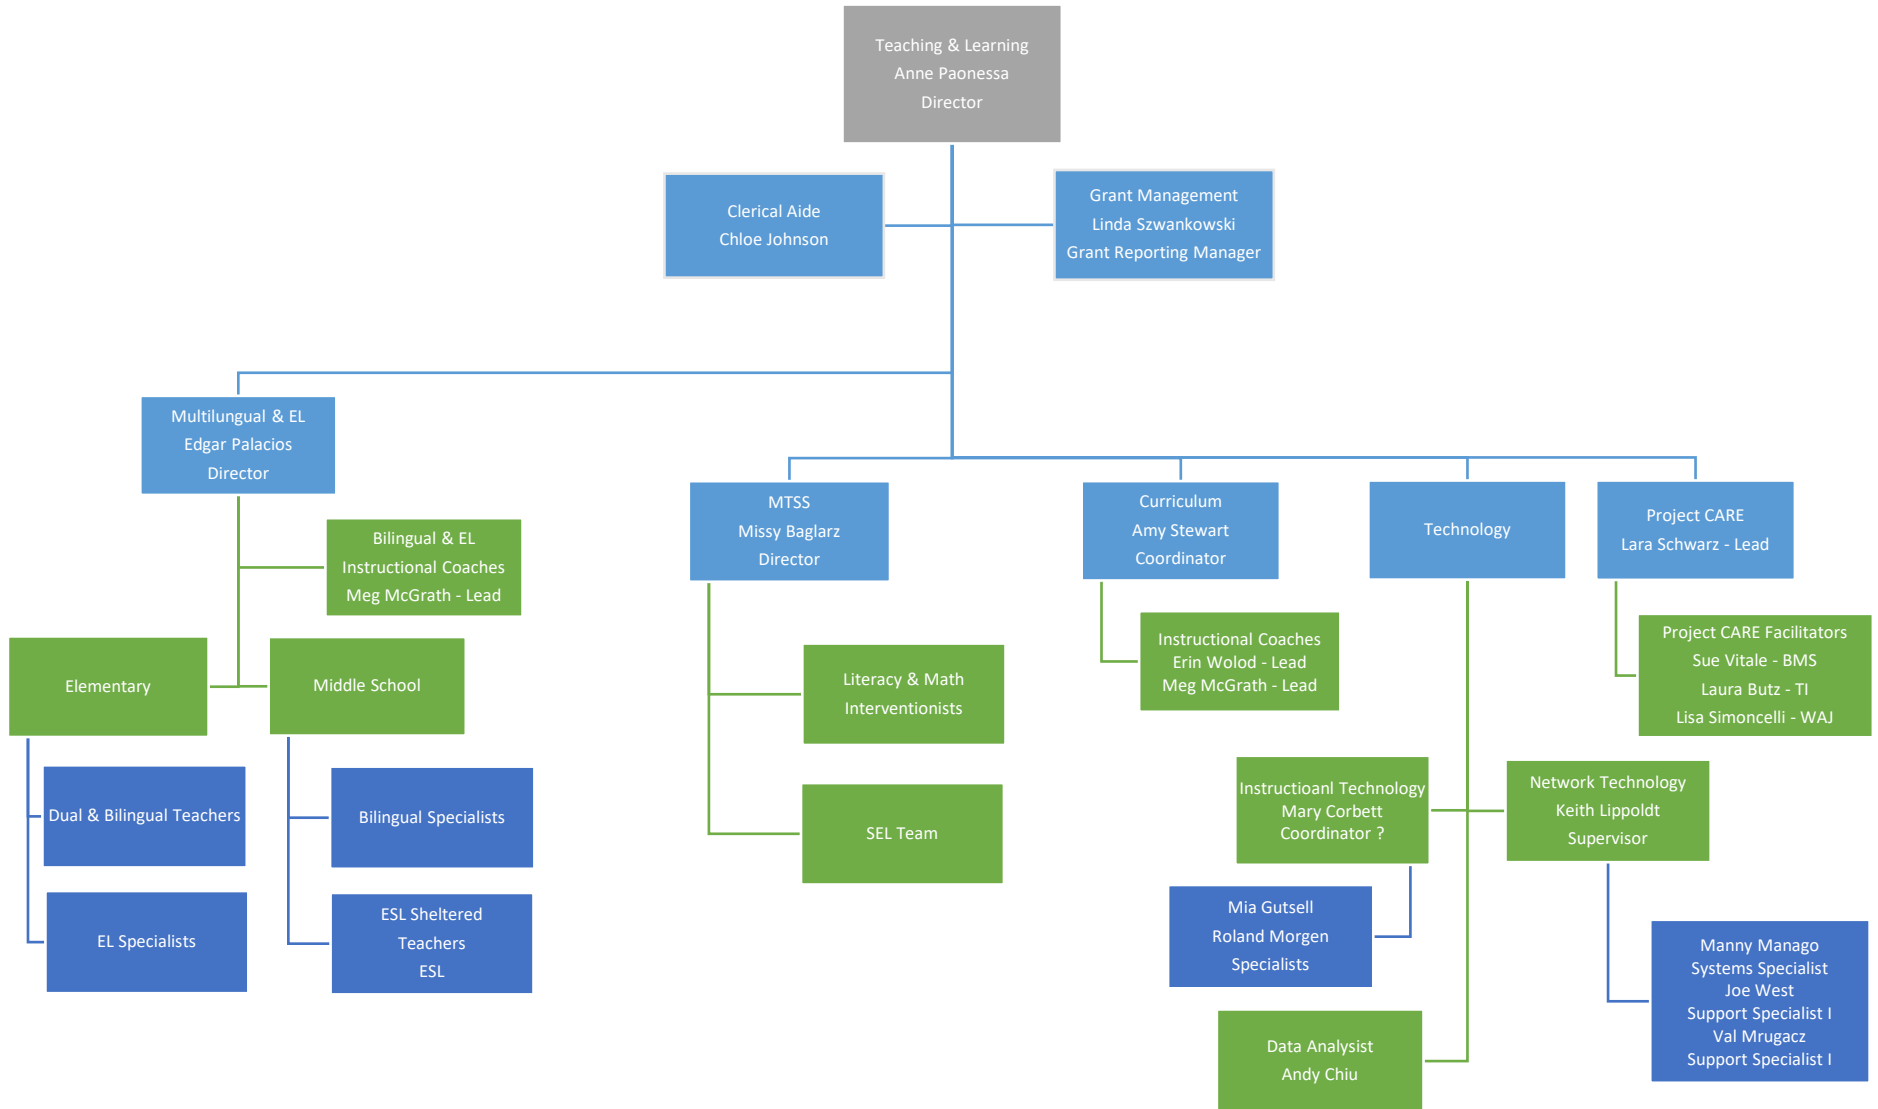 Teaching & Learning
Anne Paonessa
Director
Clerical Aide
Chloe Johnson
Grant Management
Linda Szwankowski
Grant Reporting Manager
Multilungual & EL
Edgar Palacios
Director
Bilingual & EL
Instructional Coaches
Meg McGrath - Lead
Elementary
Middle School
Dual & Bilingual Teachers
EL Specialists
Bilingual Specialists
ESL Sheltered
Teachers
ESL
MTSS
Missy Baglarz
Director
Literacy & Math
Interventionists
SEL Team
Curriculum
Amy Stewart
Coordinator
Instructional Coaches
Erin Wolod - Lead
Meg McGrath - Lead
Technology
Instructioanl Technology
Mary Corbett
Coordinator ?
Mia Gutsell
Roland Morgen
Specialists
Data Analysist
Andy Chiu
Network Technology
Keith Lippoldt
Supervisor
Manny Manago
Systems Specialist
Joe West
Support Specialist I
Val Mrugacz
Support Specialist I
Project CARE
Lara Schwarz - Lead
Project CARE Facilitators
Sue Vitale - BMS
Laura Butz - TI
Lisa Simoncelli - WAJ